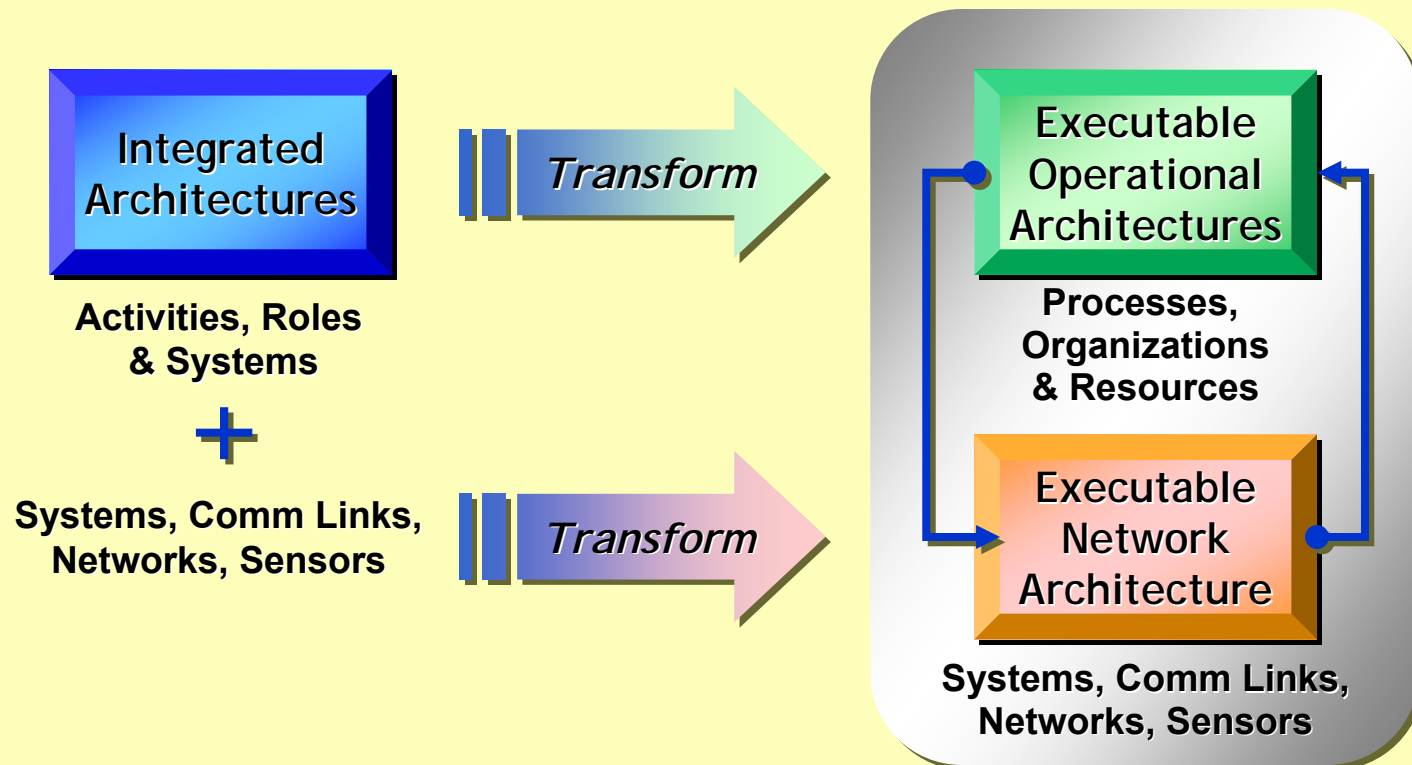 Integrated
Architectures
Activities, Roles
& Systems
+
Systems, Comm Links,
Networks, Sensors
Transform
Transform
Executable
Operational
Architectures
Processes,
Organizations
& Resources
Executable
Network
Architecture
Systems, Comm Links,
Networks, Sensors